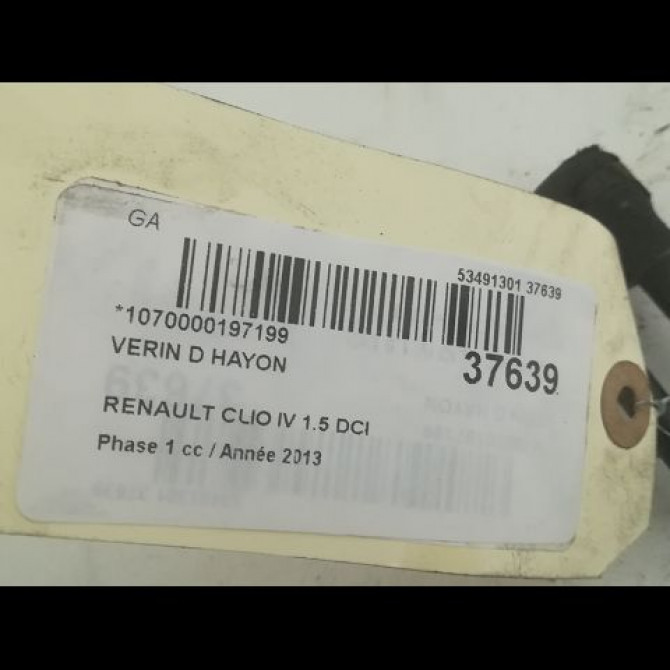 GA
53491301 37639
*1070000197199
37639
VERIN D HAYON
RENAULT CLIO IV 1.5 DCI
Phase 1 cc / Année 2013